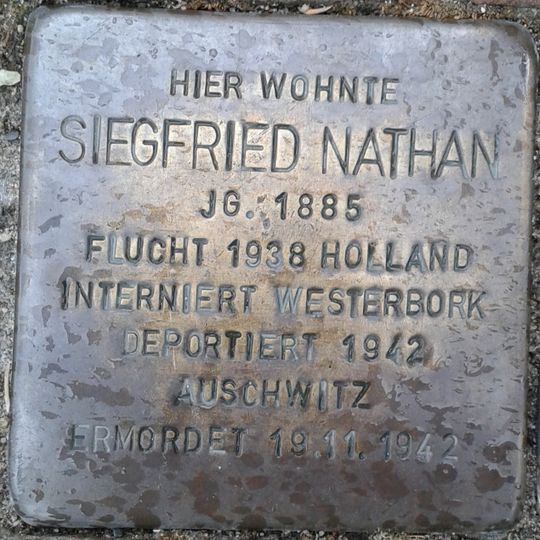 HIER WOHNTE
SIEGFRIED NATHAN
JG. 1885
FLUCHT 1938 HOLLAND
INTERNIERT WESTERBORK
DEPORTIERT 1942
AUSCHWITZ
ERMORDET 19.11.1942